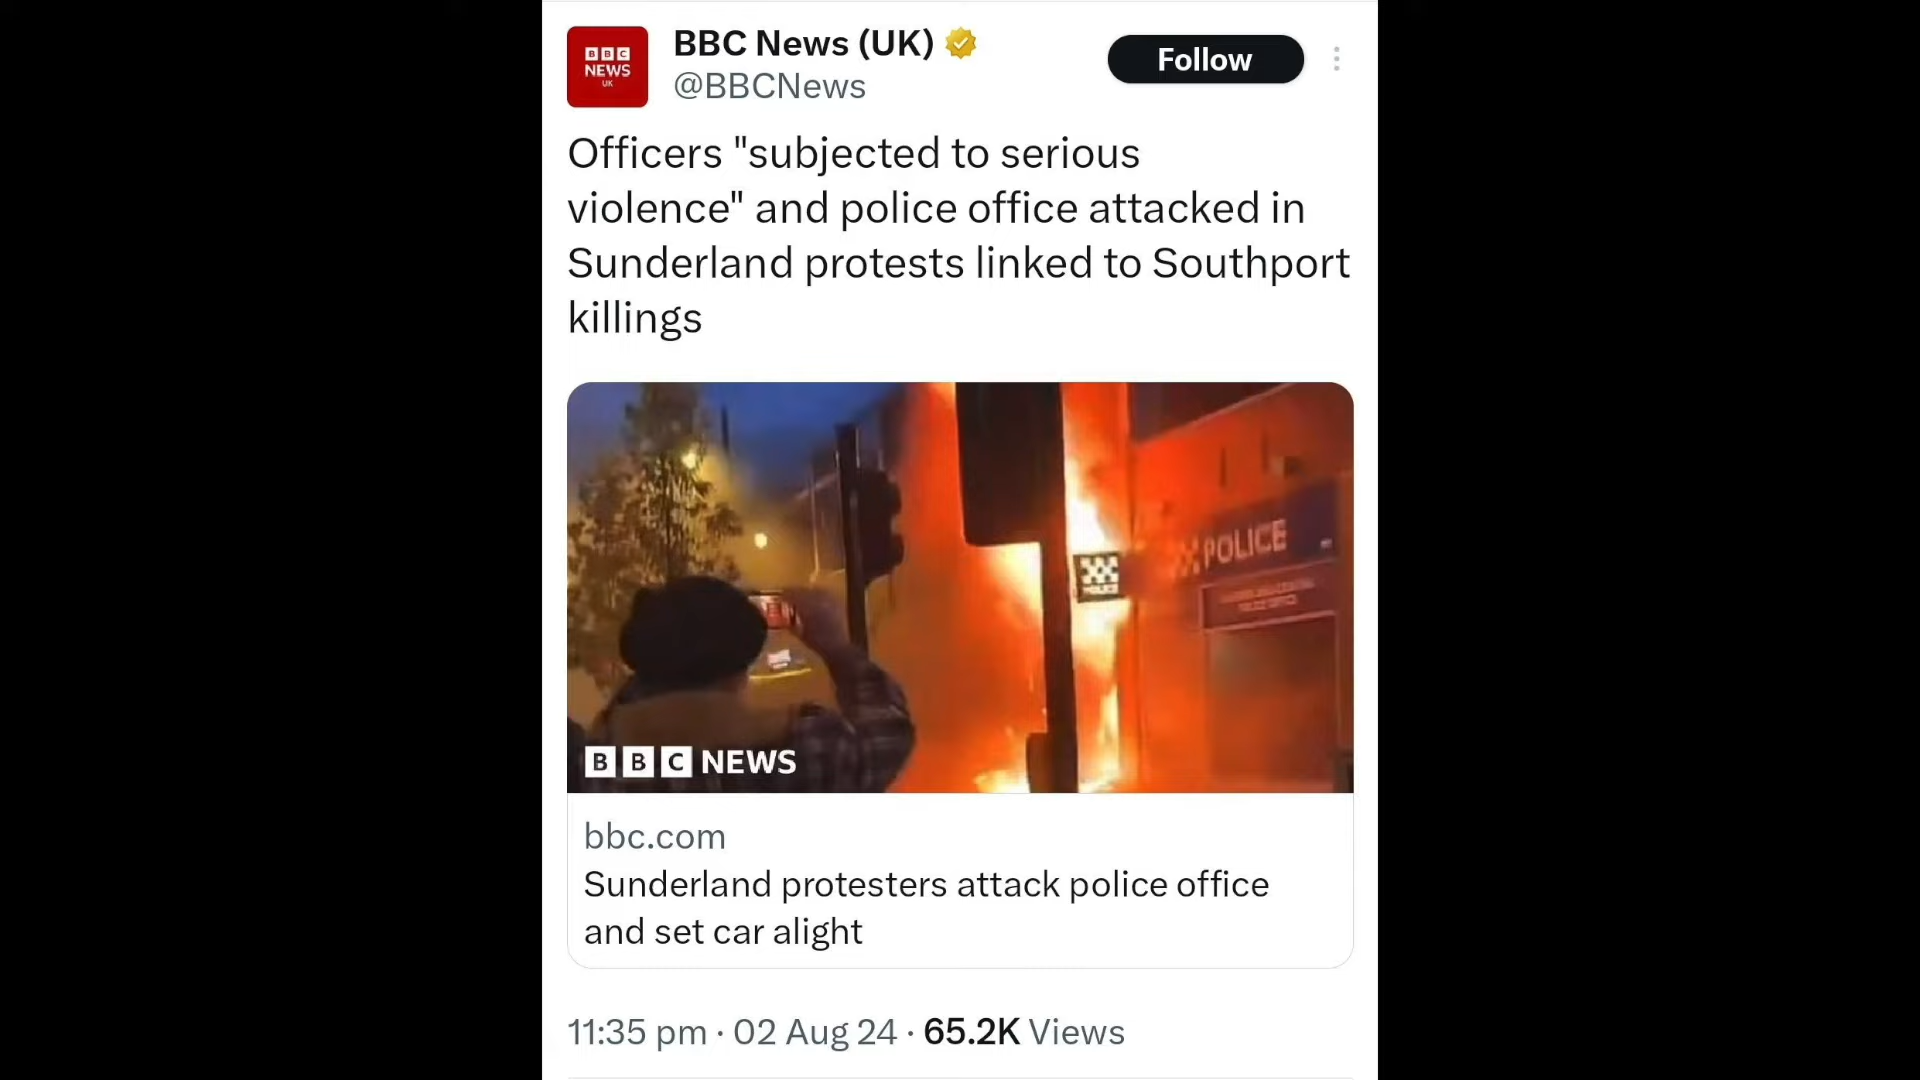 BBC
NEWS
UK
BBC News (UK)
@BBCNews
Follow
Officers "subjected to serious
violence" and police office attacked in
Sunderland protests linked to Southport
killings
POLICE
POLICE
BBC NEWS
bbc.com
Sunderland protesters attack police office
and set car alight
11:35 pm · 02 Aug 24 · 65.2K Views